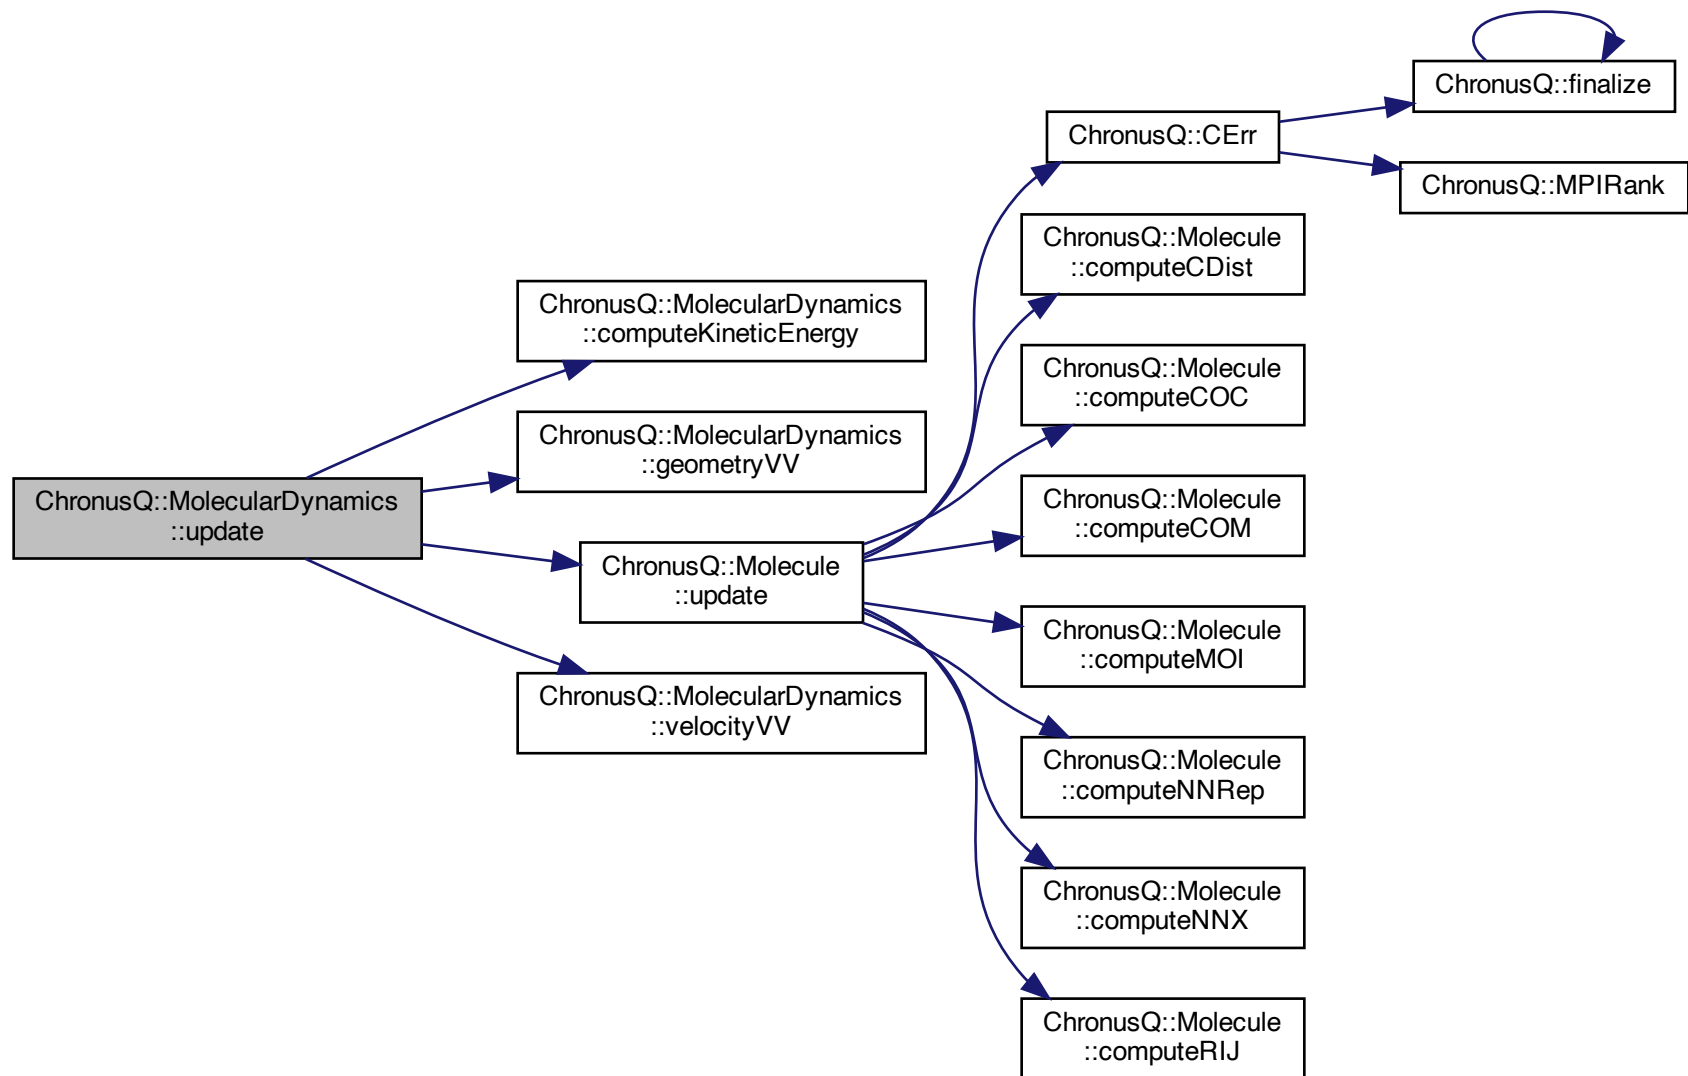 ChronusQ::MolecularDynamics
::update
ChronusQ::MolecularDynamics
::computeKineticEnergy
ChronusQ::MolecularDynamics
::geometryVV
ChronusQ::Molecule
::update
ChronusQ::MolecularDynamics
::velocityVV
ChronusQ::CErr
ChronusQ::Molecule
::computeCDist
ChronusQ::Molecule
::computeCOC
ChronusQ::Molecule
::computeCOM
ChronusQ::Molecule
::computeMOI
ChronusQ::Molecule
::computeNNRep
ChronusQ::Molecule
::computeNNX
ChronusQ::Molecule
::computeRIJ
ChronusQ::finalize
ChronusQ::MPIRank